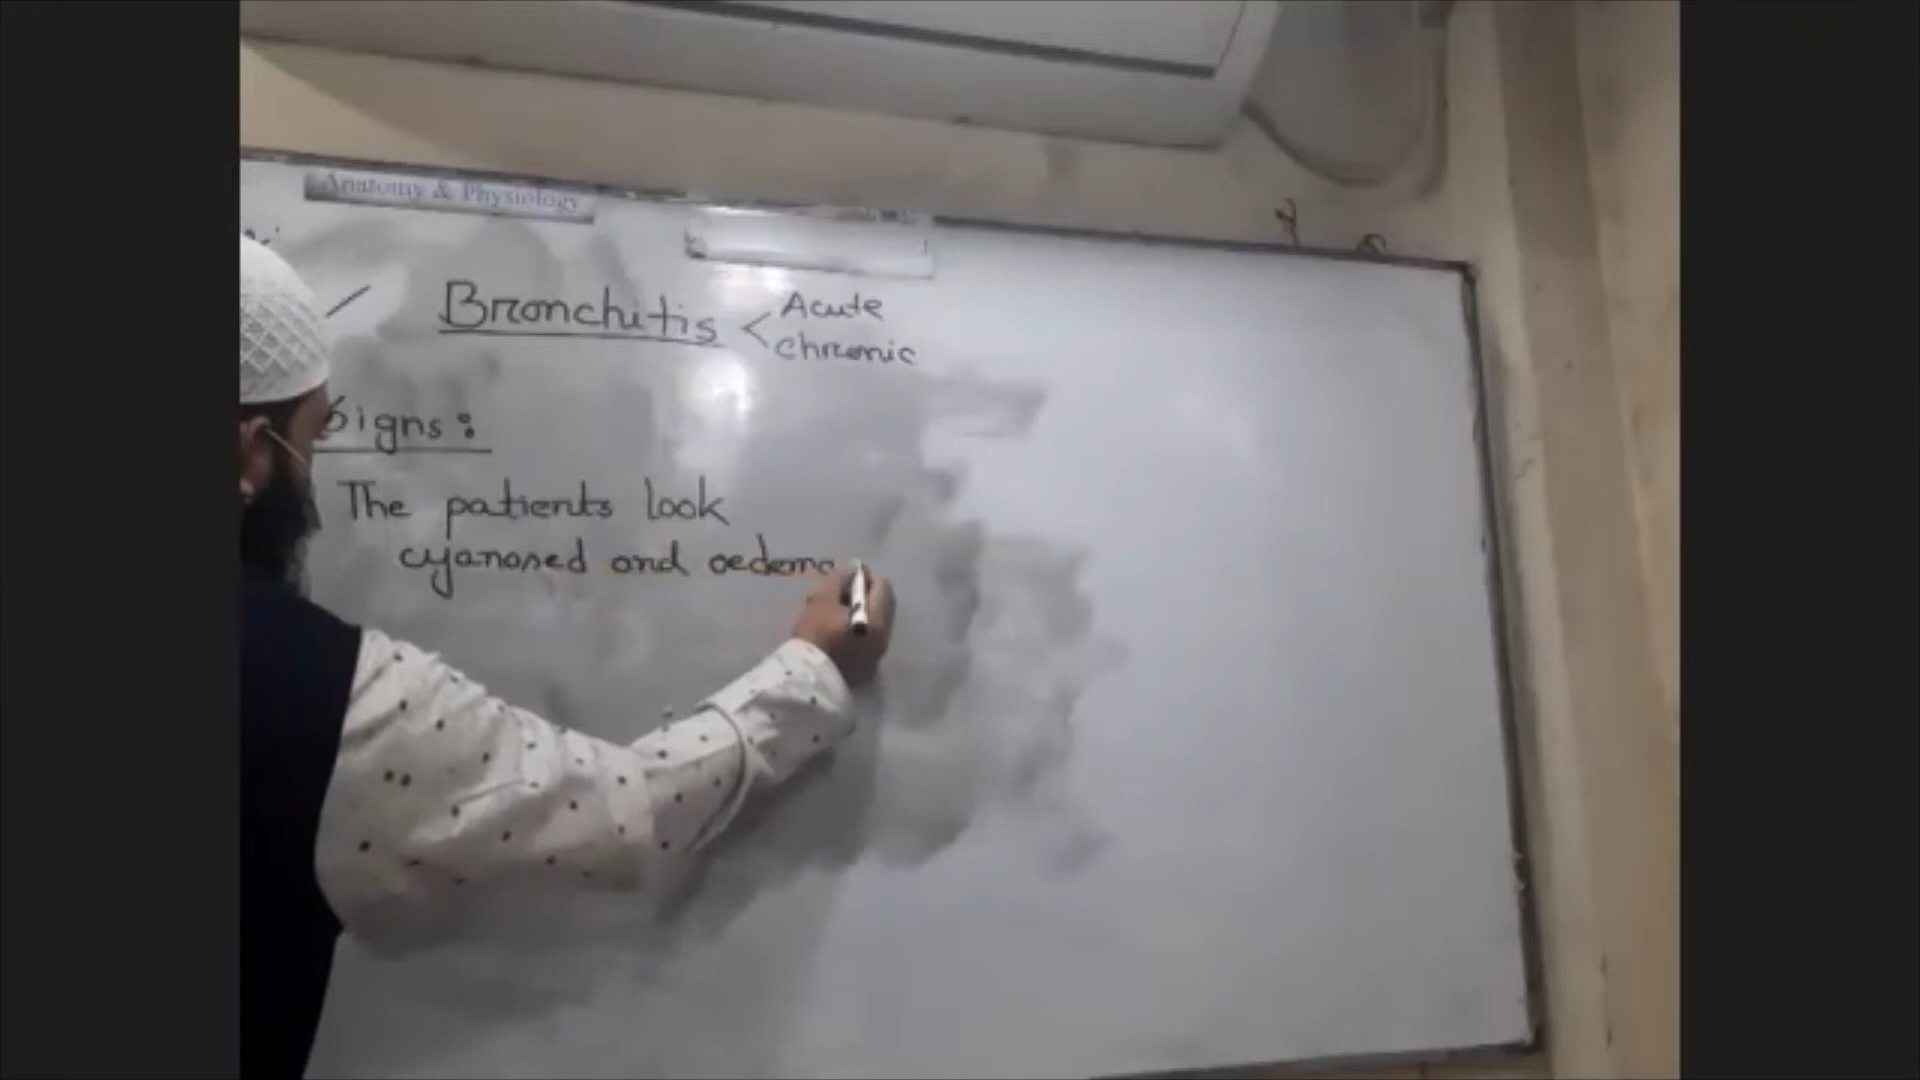 Anatomy & Physiology
Bronchitis < Acute
chronic
Signs:
The patients look
cyanosed and oedema